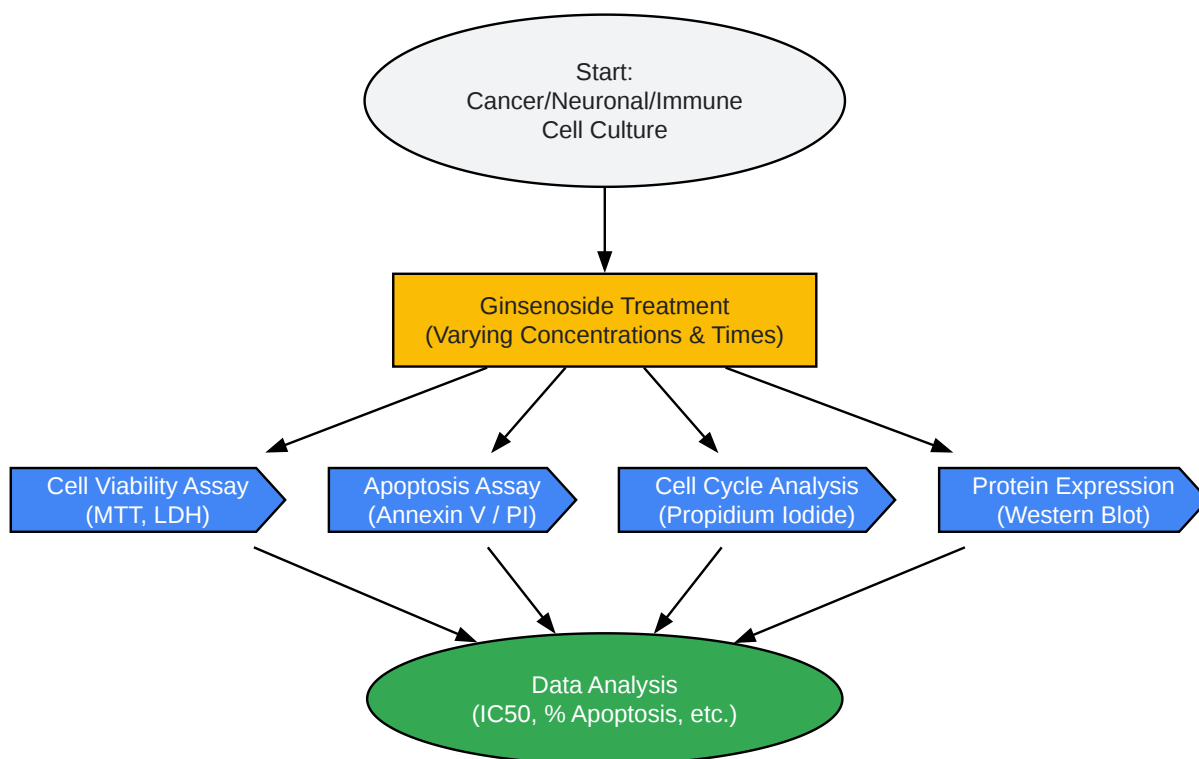 Start:
Cancer/Neuronal/Immune
Cell Culture
Ginsenoside Treatment
(Varying Concentrations & Times)
Cell Viability Assay
(MTT, LDH)
Apoptosis Assay
(Annexin V / PI)
Cell Cycle Analysis
(Propidium Iodide)
Protein Expression
(Western Blot)
Data Analysis
(IC50, % Apoptosis, etc.)